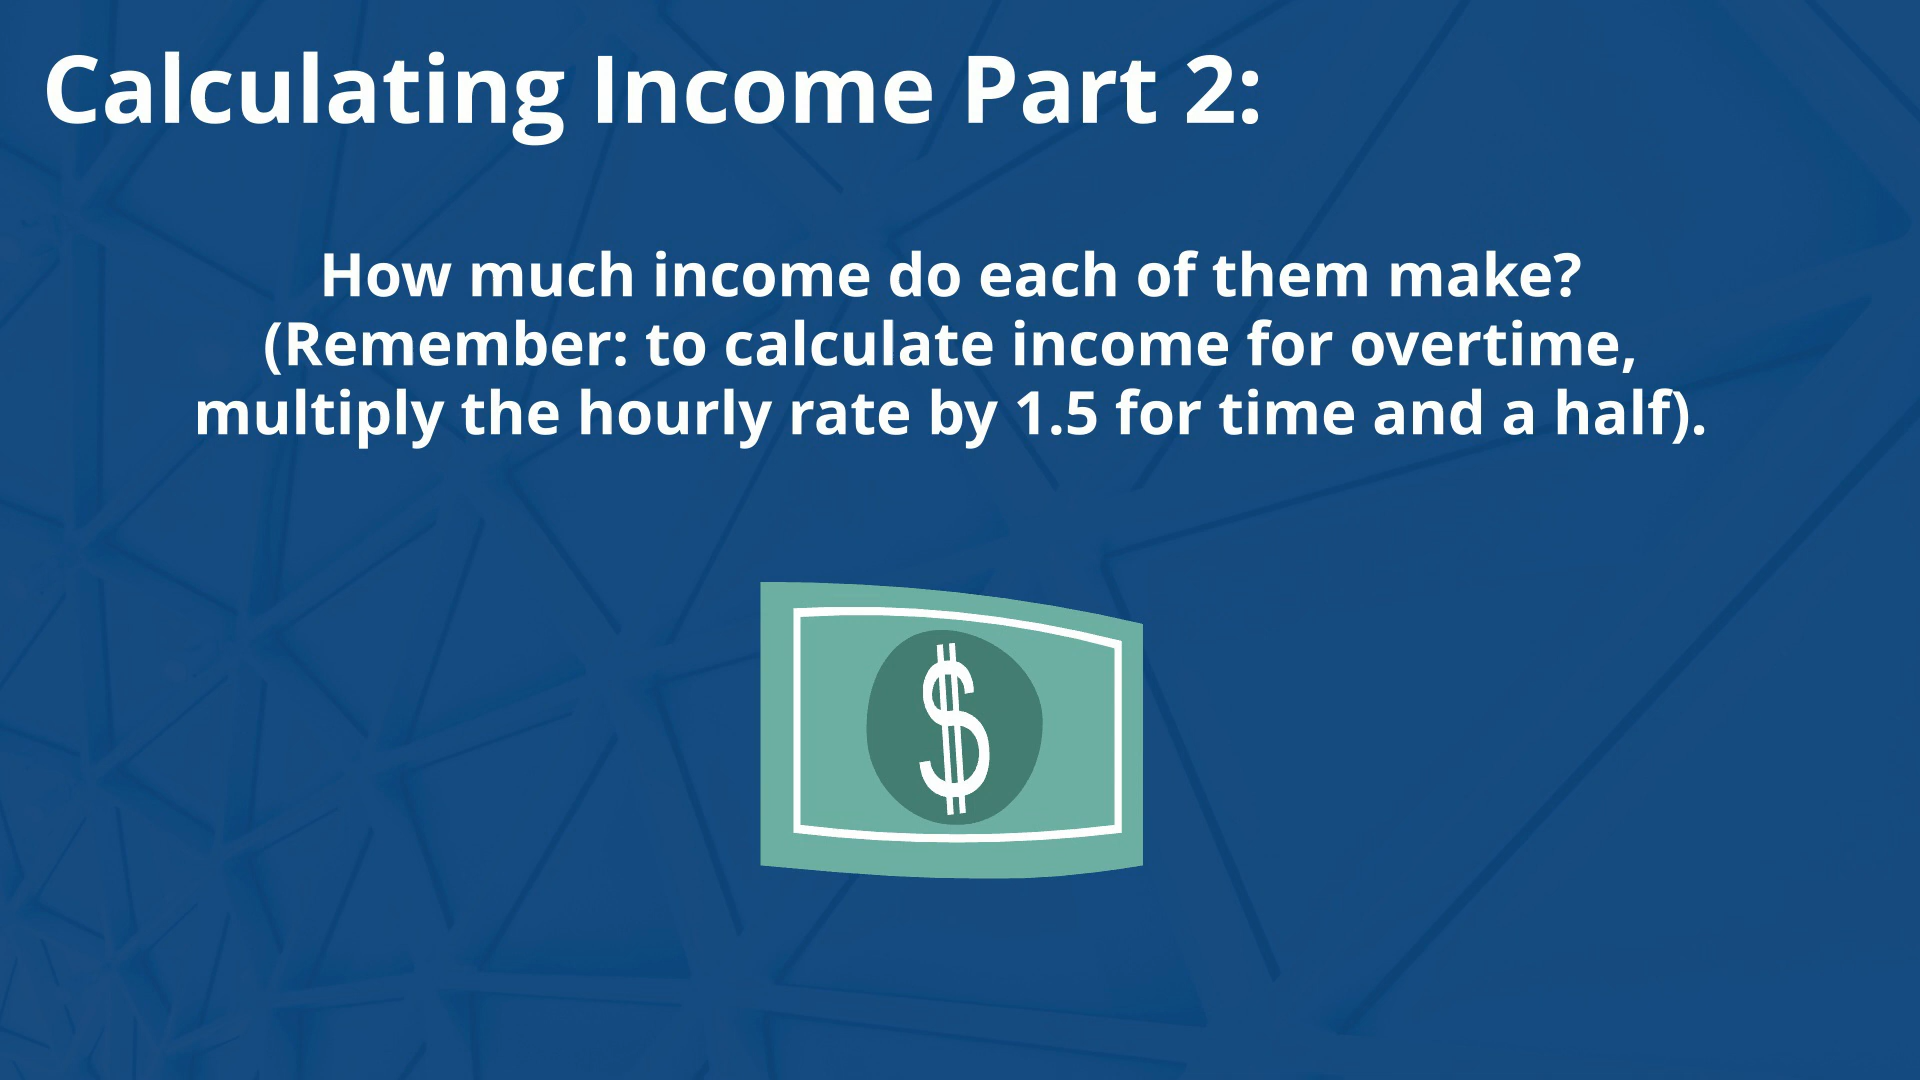 Calculating Income Part 2:
How much income do each of them make?
(Remember: to calculate income for overtime,
multiply the hourly rate by 1.5 for time and a half).
$